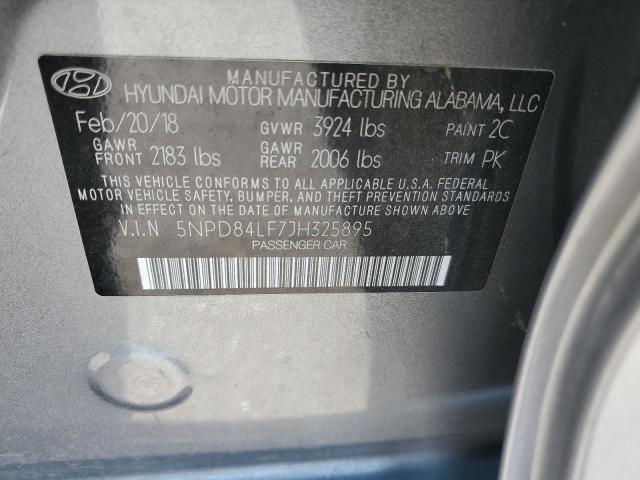 MANUFACTURED BY
HYUNDAI MOTOR MANUFACTURING ALABAMA, LLC
Feb/20/18 GVWR 3924 lbs PAINT 2C
GAWR FRONT 2183 lbs GAWR REAR 2006 lbs TRIM PK
THIS VEHICLE CONFORMS TO ALL APPLICABLE U.S.A. FEDERAL
MOTOR VEHICLE SAFETY, BUMPER, AND THEFT PREVENTION STANDARDS
IN EFFECT ON THE DATE OF MANUFACTURE SHOWN ABOVE.
V.I.N 5NPD84LF7JH325895
PASSENGER CAR